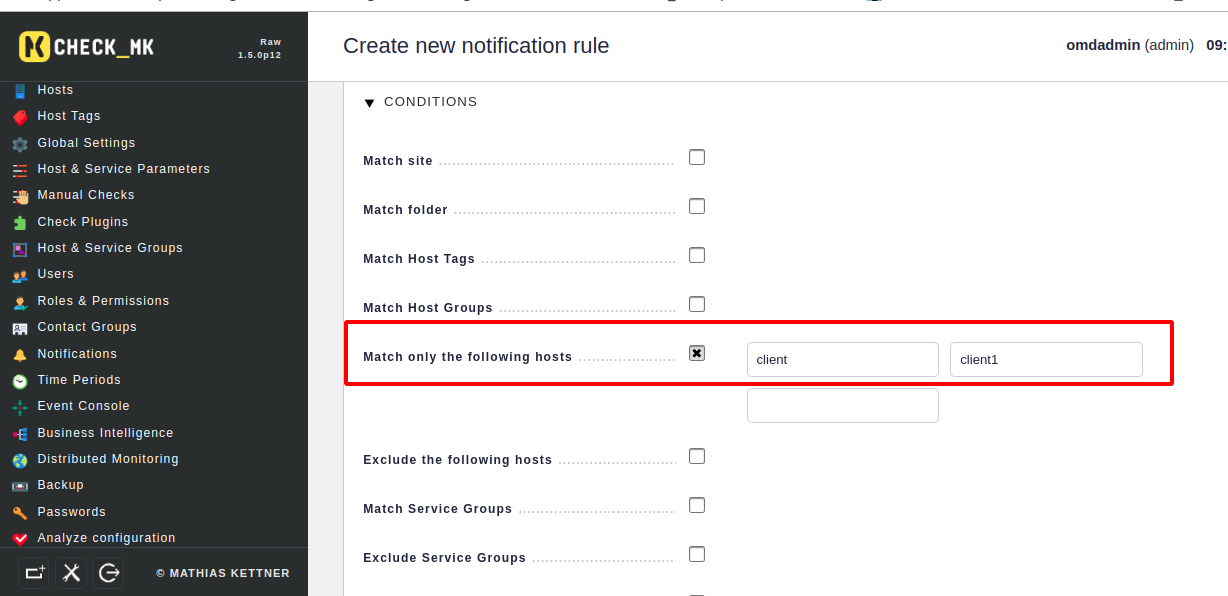 CHECK_MK
Raw
1.5.0p12
Create new notification rule
omdadmin (admin) 09:
Hosts
Host Tags
Global Settings
Host & Service Parameters
Manual Checks
Check Plugins
Host & Service Groups
Users
Roles & Permissions
Contact Groups
Notifications
Time Periods
Event Console
Business Intelligence
Distributed Monitoring
Backup
Passwords
Analyze configuration
© MATHIAS KETTNER
CONDITIONS
Match site
Match folder
Match Host Tags
Match Host Groups
Match only the following hosts client client1
Exclude the following hosts
Match Service Groups
Exclude Service Groups